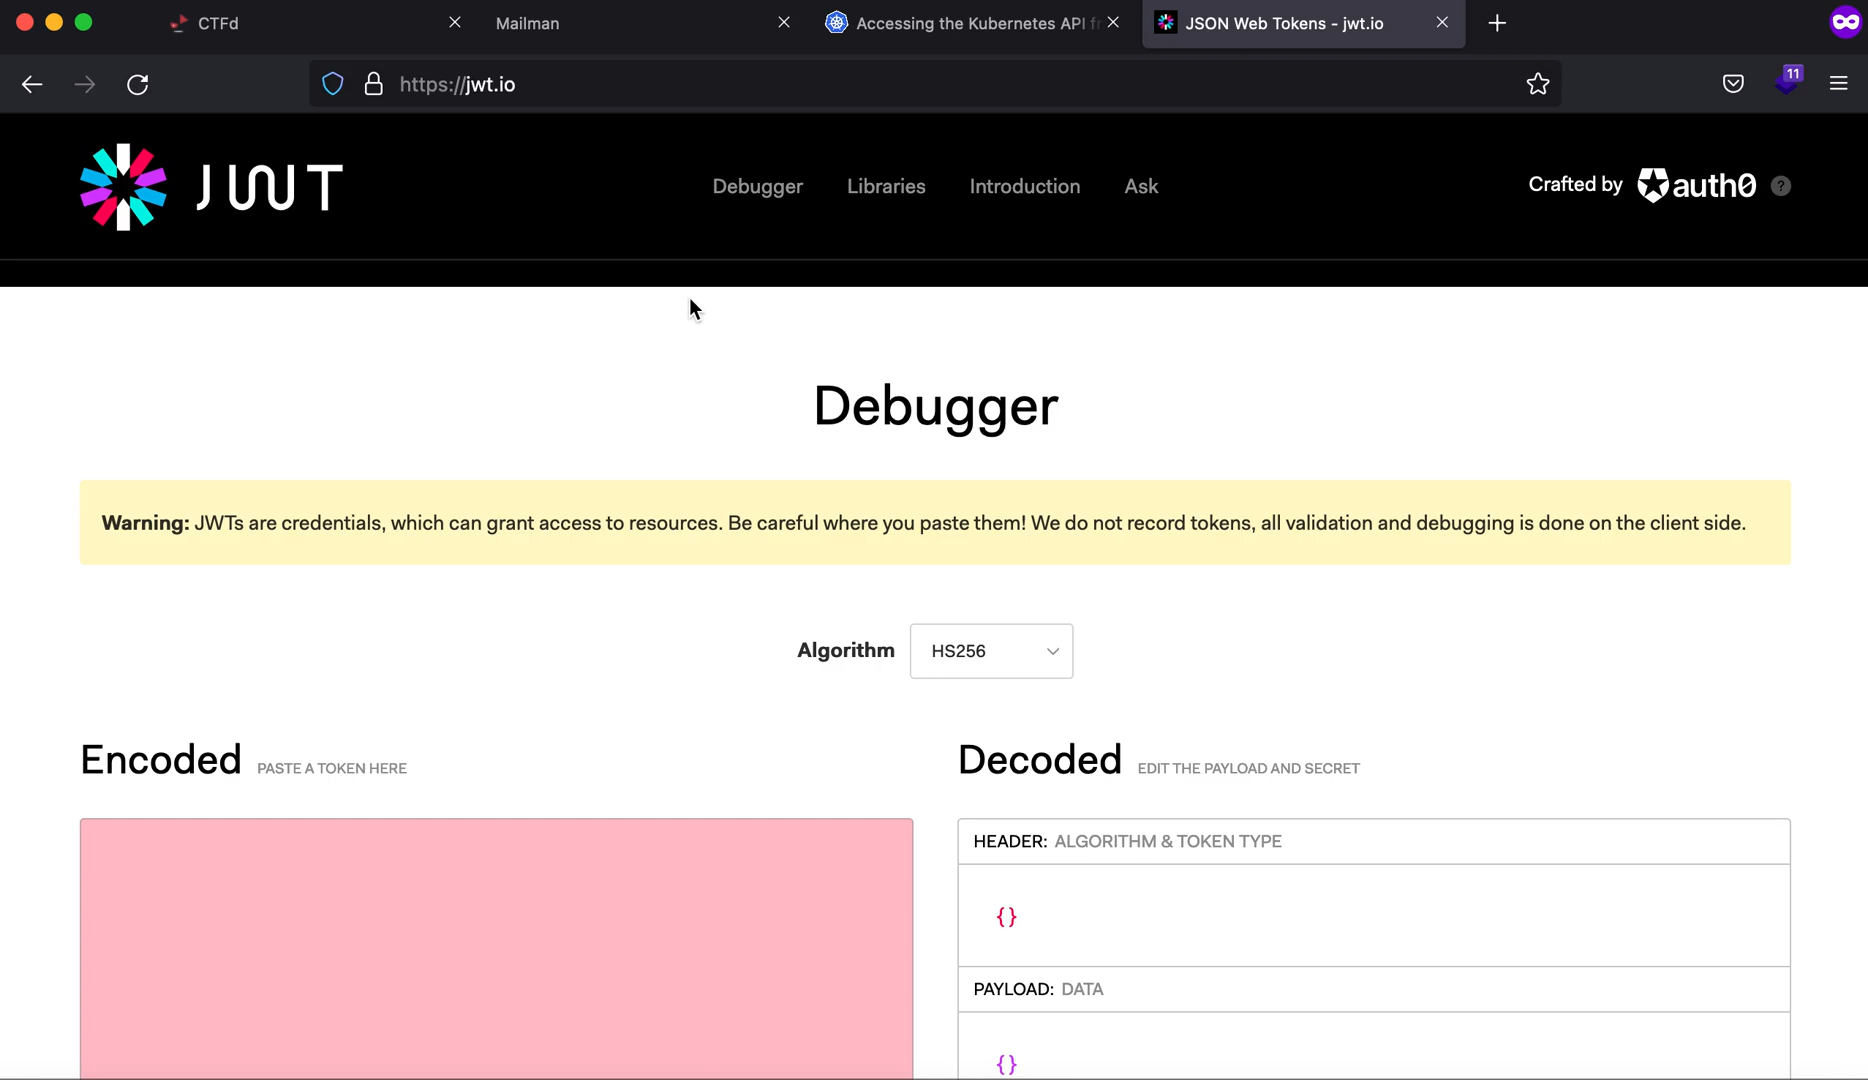 CTFd
Mailman
Accessing the Kubernetes API fr
JSON Web Tokens - jwt.io
https://jwt.io
11
JWT
Debugger
Libraries
Introduction
Ask
Crafted by auth0 ?
Debugger
Warning: JWTs are credentials, which can grant access to resources. Be careful where you paste them! We do not record tokens, all validation and debugging is done on the client side.
Algorithm HS256
Encoded PASTE A TOKEN HERE
Decoded EDIT THE PAYLOAD AND SECRET
HEADER: ALGORITHM & TOKEN TYPE
{}
PAYLOAD: DATA
{}